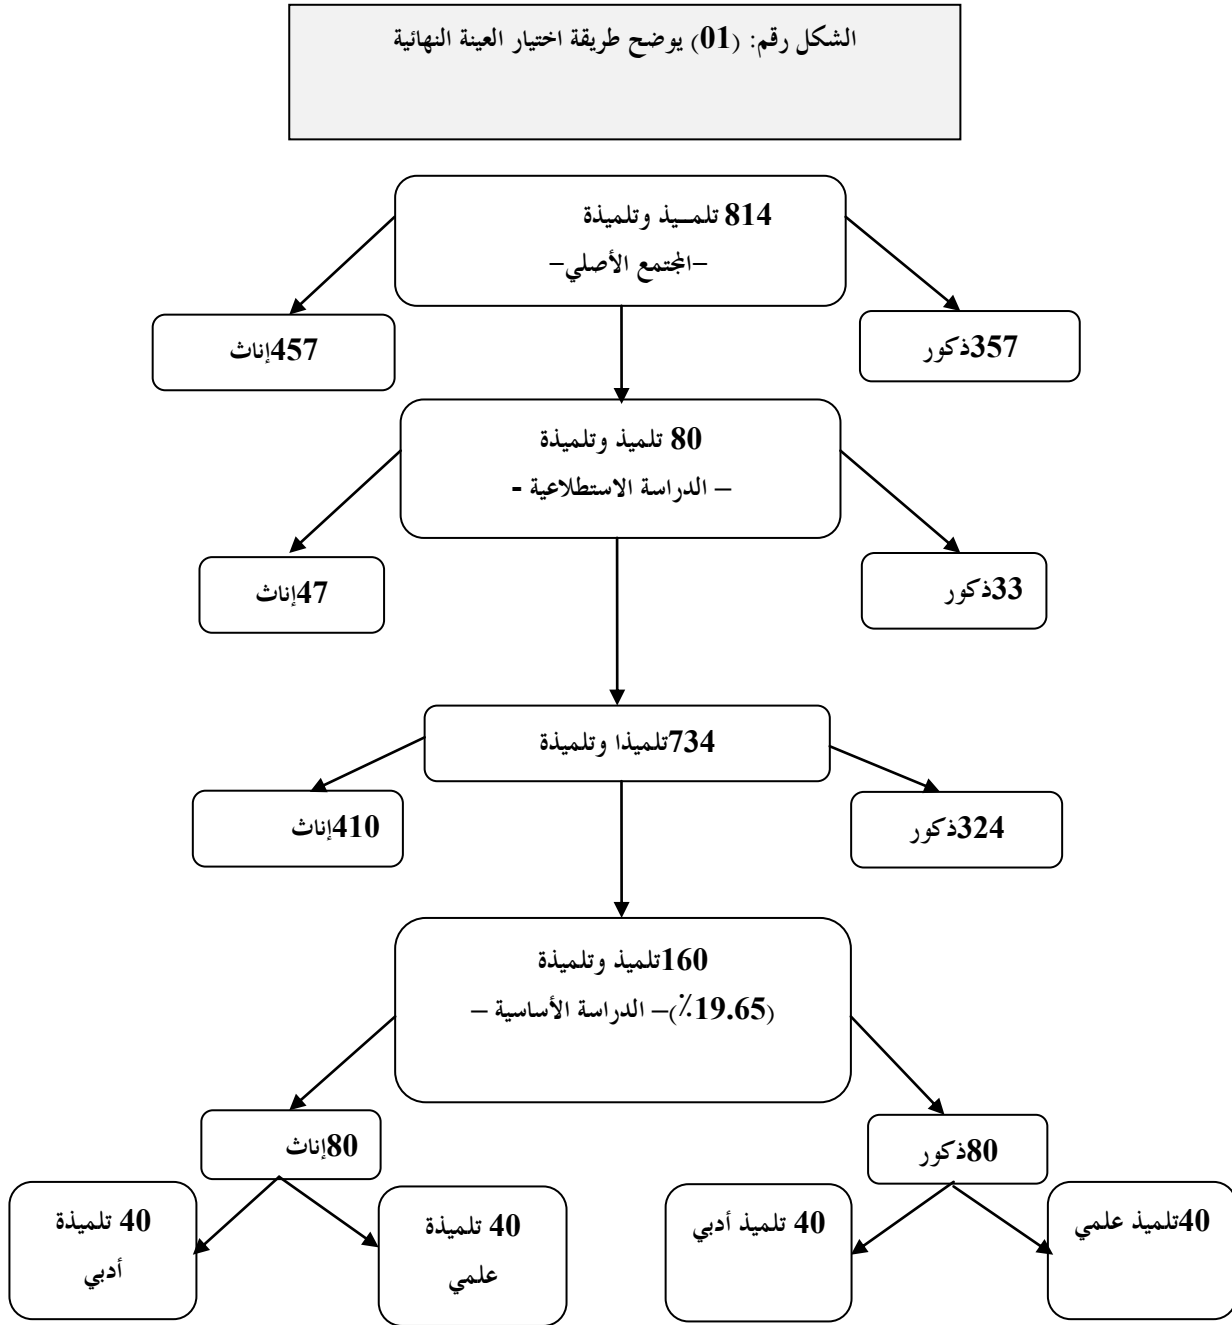 الشكل رقم: (01) يوضح طريقة اختيار العينة النهائية
814 تلمـــيذ وتلميذة
–المجتمع الأصلي–
357ذكور
457إناث
80 تلميذ وتلميذة
– الدراسة الاستطلاعية -
33ذكور
47إناث
734تلميذا وتلميذة
324ذكور
410إناث
160تلميذ وتلميذة
(19.65٪)– الدراسة الأساسية –
80ذكور
80إناث
40تلميذ علمي
40 تلميذ أدبي
40 تلميذة
علمي
40 تلميذة
أدبي